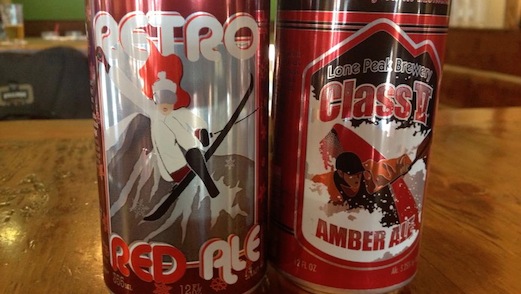 RETRO
RED ALE
Lone Peak Brewery
Class V
AMBER ALE
12 FL OZ